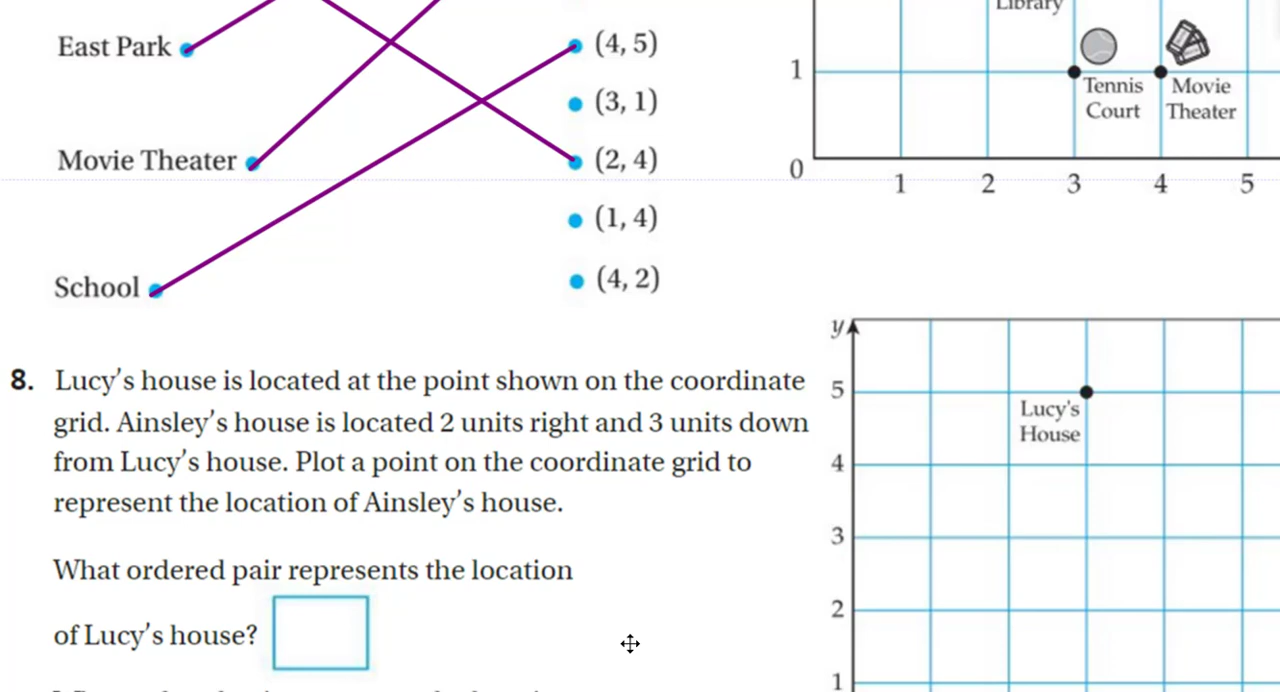 Library
East Park
(4, 5)
(3, 1)
Movie Theater
(2, 4)
(1, 4)
School
(4, 2)
1
Tennis
Court
Movie
Theater
0
1 2 3 4 5
8. Lucy's house is located at the point shown on the coordinate
grid. Ainsley's house is located 2 units right and 3 units down
from Lucy's house. Plot a point on the coordinate grid to
represent the location of Ainsley's house.
What ordered pair represents the location
of Lucy's house?
y
5
Lucy's
House
4
3
2
1